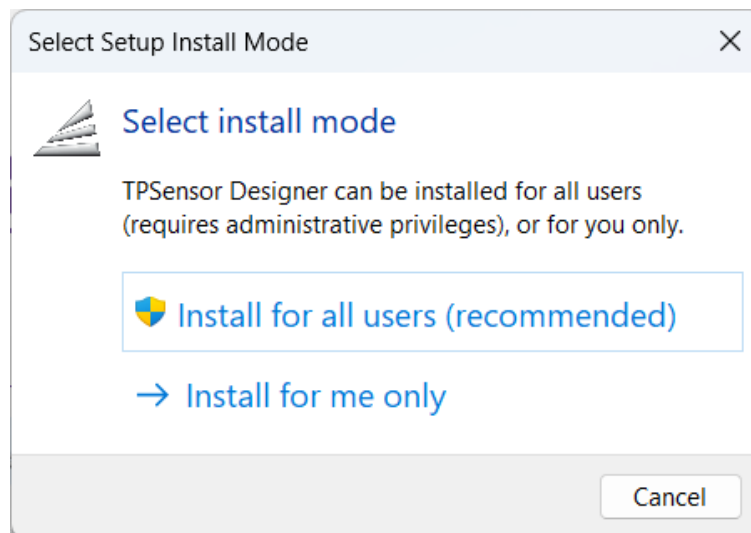 Select Setup Install Mode
Select install mode
TPSensor Designer can be installed for all users
(requires administrative privileges), or for you only.
Install for all users (recommended)
Install for me only
Cancel